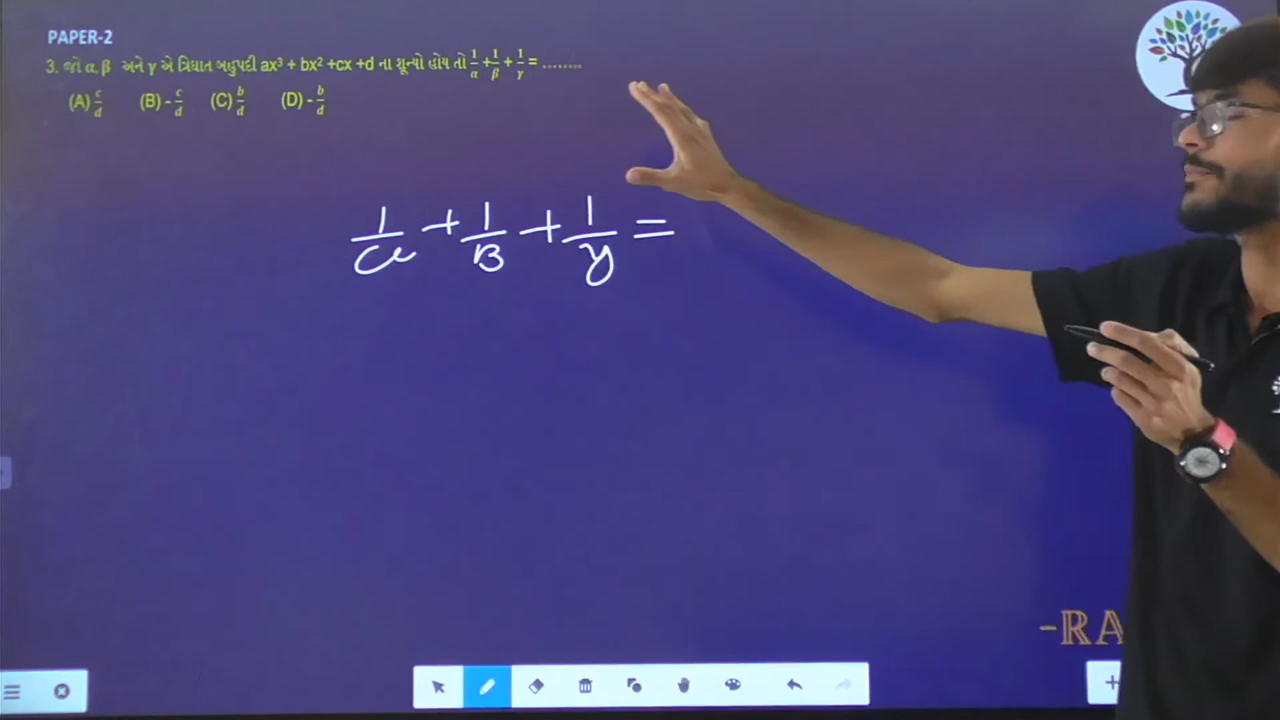 PAPER-2
3. જો α, β અને γ એ ત્રિઘાત બહુપદી ax³ + bx² +cx +d ના શૂન્યો હોય તો 1/α + 1/β + 1/γ = ........
(A) c/d (B) - c/d (C) b/d (D) - b/d
1/α + 1/β + 1/γ =
-RA